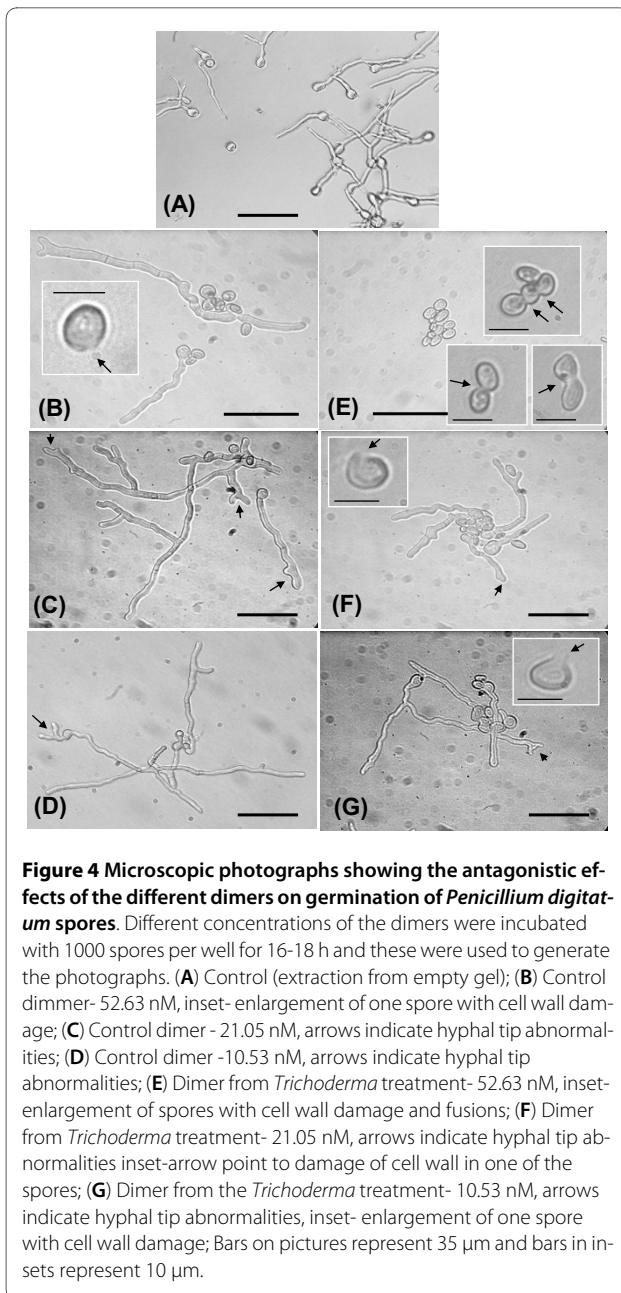 (A)
(B)
(E)
(C)
(F)
(D)
(G)
Figure 4 Microscopic photographs showing the antagonistic ef-
fects of the different dimers on germination of Penicillium digitat-
um spores. Different concentrations of the dimers were incubated
with 1000 spores per well for 16-18 h and these were used to generate
the photographs. (A) Control (extraction from empty gel); (B) Control
dimmer- 52.63 nM, inset- enlargement of one spore with cell wall dam-
age; (C) Control dimer - 21.05 nM, arrows indicate hyphal tip abnormal-
ities; (D) Control dimer -10.53 nM, arrows indicate hyphal tip
abnormalities; (E) Dimer from Trichoderma treatment- 52.63 nM, inset-
enlargement of spores with cell wall damage and fusions; (F) Dimer
from Trichoderma treatment- 21.05 nM, arrows indicate hyphal tip ab-
normalities inset-arrow point to damage of cell wall in one of the
spores; (G) Dimer from the Trichoderma treatment- 10.53 nM, arrows
indicate hyphal tip abnormalities, inset- enlargement of one spore
with cell wall damage; Bars on pictures represent 35 μm and bars in in-
sets represent 10 μm.